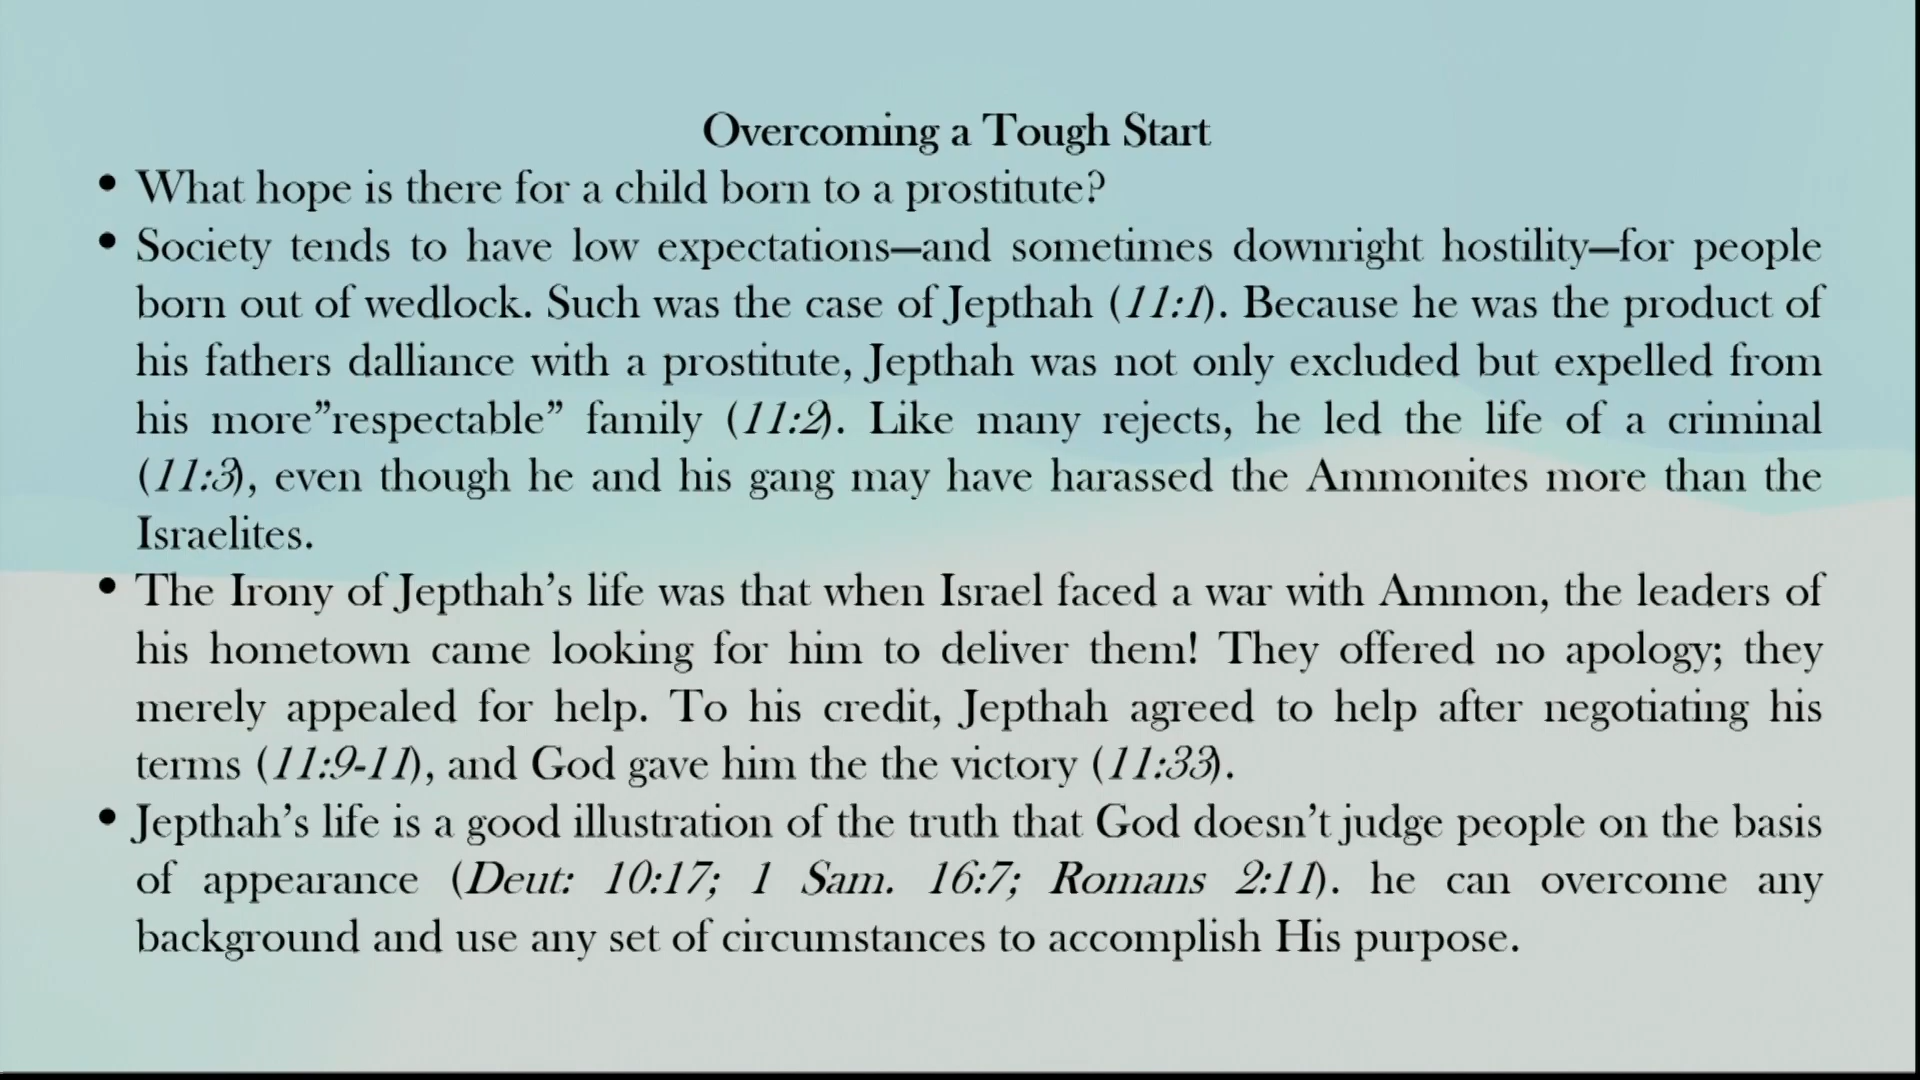 Overcoming a Tough Start
• What hope is there for a child born to a prostitute?
• Society tends to have low expectations—and sometimes downright hostility—for people
born out of wedlock. Such was the case of Jepthah (11:1). Because he was the product of
his fathers dalliance with a prostitute, Jepthah was not only excluded but expelled from
his more”respectable” family (11:2). Like many rejects, he led the life of a criminal
(11:3), even though he and his gang may have harassed the Ammonites more than the
Israelites.
• The Irony of Jepthah’s life was that when Israel faced a war with Ammon, the leaders of
his hometown came looking for him to deliver them! They offered no apology; they
merely appealed for help. To his credit, Jepthah agreed to help after negotiating his
terms (11:9-11), and God gave him the the victory (11:33).
• Jepthah’s life is a good illustration of the truth that God doesn’t judge people on the basis
of appearance (Deut: 10:17; 1 Sam. 16:7; Romans 2:11). he can overcome any
background and use any set of circumstances to accomplish His purpose.